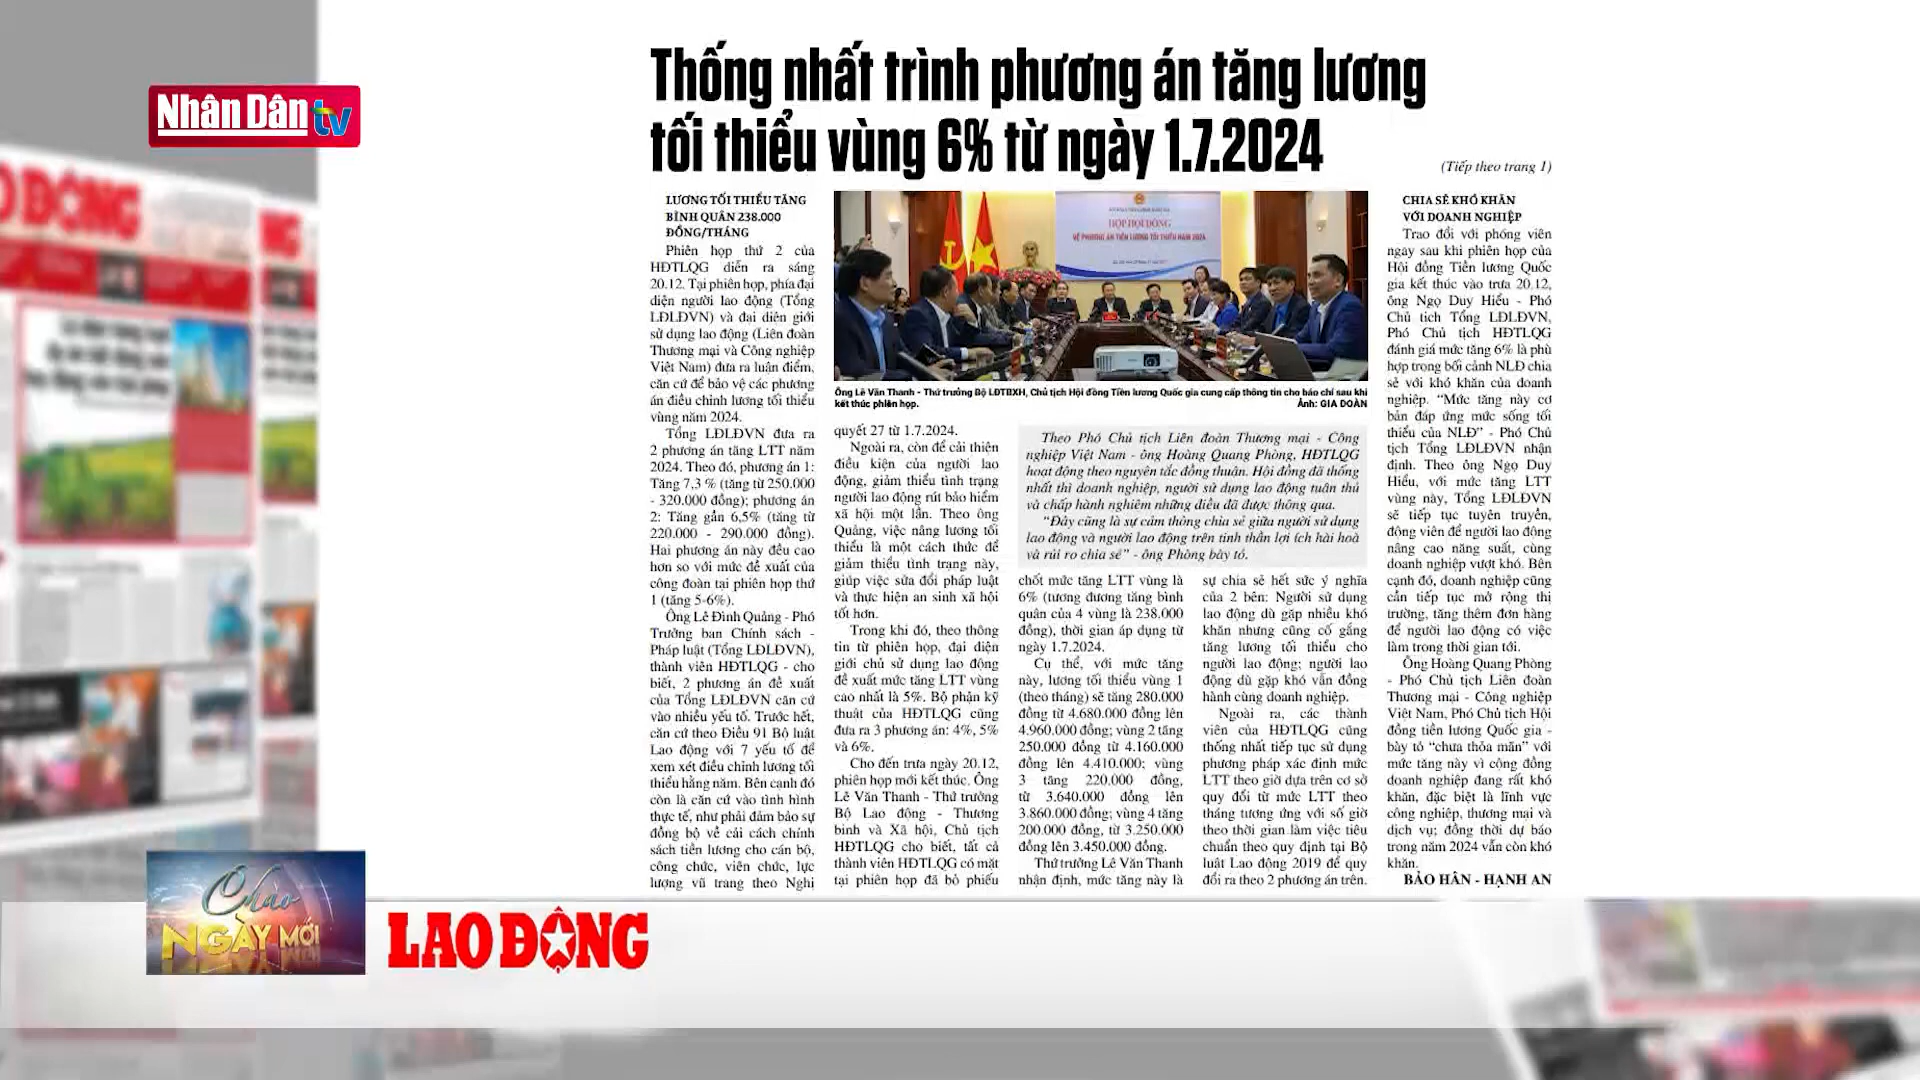 Nhân Dân tv
Thống nhất trình phương án tăng lương
tối thiểu vùng 6% từ ngày 1.7.2024
(Tiếp theo trang 1)
LƯƠNG TỐI THIỂU TĂNG
BÌNH QUÂN 238.000
ĐỒNG/THÁNG
Phiên họp thứ 2 của
HĐTLQG diễn ra sáng
20.12. Tại phiên họp, phía đại
diện người lao động (Tổng
LĐLĐVN) và đại diện giới
sử dụng lao động (Liên đoàn
Thương mại và Công nghiệp
Việt Nam) đưa ra luận điểm,
căn cứ để bảo vệ các phương
án điều chỉnh lương tối thiểu
vùng năm 2024.
Tổng LĐLĐVN đưa ra
2 phương án tăng LTT năm
2024. Theo đó, phương án 1:
Tăng 7,3 % (tăng từ 250.000
- 320.000 đồng); phương án
2: Tăng gần 6,5% (tăng từ
220.000 - 290.000 đồng).
Hai phương án này đều cao
hơn so với mức đề xuất của
công đoàn tại phiên họp thứ
1 (tăng 5-6%).
Ông Lê Đình Quảng - Phó
Trưởng ban Chính sách -
Pháp luật (Tổng LĐLĐVN),
thành viên HĐTLQG - cho
biết, 2 phương án đề xuất
của Tổng LĐLĐVN căn cứ
vào nhiều yếu tố. Trước hết,
căn cứ theo Điều 91 Bộ luật
Lao động với 7 yếu tố để
xem xét điều chỉnh lương tối
thiểu hằng năm. Bên cạnh đó
còn là căn cứ vào tình hình
thực tế, như phải đảm bảo sự
đồng bộ về cải cách chính
sách tiền lương cho cán bộ,
công chức, viên chức, lực
lượng vũ trang theo Nghị
HỌP HỘI ĐỒNG
VỀ PHƯƠNG ÁN TIỀN LƯƠNG TỐI THIỂU NĂM 2024
Ông Lê Văn Thanh - Thứ trưởng Bộ LĐTBXH, Chủ tịch Hội đồng Tiền lương Quốc gia cung cấp thông tin cho báo chí sau khi
kết thúc phiên họp. Ảnh: GIA ĐOÀN
quyết 27 từ 1.7.2024.
Ngoài ra, còn để cải thiện
điều kiện của người lao
động, giảm thiểu tình trạng
người lao động rút bảo hiểm
xã hội một lần. Theo ông
Quảng, việc nâng lương tối
thiểu là một cách thức để
giảm thiểu tình trạng này,
giúp việc sửa đổi pháp luật
và thực hiện an sinh xã hội
tốt hơn.
Trong khi đó, theo thông
tin từ phiên họp, đại diện
giới chủ sử dụng lao động
đề xuất mức tăng LTT vùng
cao nhất là 5%. Bộ phận kỹ
thuật của HĐTLQG cũng
đưa ra 3 phương án: 4%, 5%
và 6%.
Cho đến trưa ngày 20.12,
phiên họp mới kết thúc. Ông
Lê Văn Thanh - Thứ trưởng
Bộ Lao động - Thương
binh và Xã hội, Chủ tịch
HĐTLQG cho biết, tất cả
thành viên HĐTLQG có mặt
tại phiên họp đã bỏ phiếu
Theo Phó Chủ tịch Liên đoàn Thương mại - Công
nghiệp Việt Nam - ông Hoàng Quang Phòng, HĐTLQG
hoạt động theo nguyên tắc đồng thuận. Hội đồng đã thống
nhất thì doanh nghiệp, người sử dụng lao động tuân thủ
và chấp hành nghiêm những điều đã được thông qua.
“Đây cũng là sự cảm thông chia sẻ giữa người sử dụng
lao động và người lao động trên tinh thần lợi ích hài hoà
và rủi ro chia sẻ” - ông Phòng bày tỏ.
chốt mức tăng LTT vùng là
6% (tương đương tăng bình
quân của 4 vùng là 238.000
đồng), thời gian áp dụng từ
ngày 1.7.2024.
Cụ thể, với mức tăng
này, lương tối thiểu vùng 1
(theo tháng) sẽ tăng 280.000
đồng từ 4.680.000 đồng lên
4.960.000 đồng; vùng 2 tăng
250.000 đồng từ 4.160.000
đồng lên 4.410.000; vùng
3 tăng 220.000 đồng,
từ 3.640.000 đồng lên
3.860.000 đồng; vùng 4 tăng
200.000 đồng, từ 3.250.000
đồng lên 3.450.000 đồng.
Thứ trưởng Lê Văn Thanh
nhận định, mức tăng này là
sự chia sẻ hết sức ý nghĩa
của 2 bên: Người sử dụng
lao động dù gặp nhiều khó
khăn nhưng cũng cố gắng
tăng lương tối thiểu cho
người lao động; người lao
động dù gặp khó vẫn đồng
hành cùng doanh nghiệp.
Ngoài ra, các thành
viên của HĐTLQG cũng
thống nhất tiếp tục sử dụng
phương pháp xác định mức
LTT theo giờ dựa trên cơ sở
quy đổi từ mức LTT theo
tháng tương ứng với số giờ
theo thời gian làm việc tiêu
chuẩn theo quy định tại Bộ
luật Lao động 2019 để quy
đổi ra theo 2 phương án trên.
CHIA SẺ KHÓ KHĂN
VỚI DOANH NGHIỆP
Trao đổi với phóng viên
ngay sau khi phiên họp của
Hội đồng Tiền lương Quốc
gia kết thúc vào trưa 20.12,
ông Ngọ Duy Hiểu - Phó
Chủ tịch Tổng LĐLĐVN,
Phó Chủ tịch HĐTLQG
đánh giá mức tăng 6% là phù
hợp trong bối cảnh NLĐ chia
sẻ với khó khăn của doanh
nghiệp. “Mức tăng này cơ
bản đáp ứng mức sống tối
thiểu của NLĐ” - Phó Chủ
tịch Tổng LĐLĐVN nhận
định. Theo ông Ngọ Duy
Hiểu, với mức tăng LTT
vùng này, Tổng LĐLĐVN
sẽ tiếp tục tuyên truyền,
động viên để người lao động
nâng cao năng suất, cùng
doanh nghiệp vượt khó. Bên
cạnh đó, doanh nghiệp cũng
cần tiếp tục mở rộng thị
trường, tăng thêm đơn hàng
để người lao động có việc
làm trong thời gian tới.
Ông Hoàng Quang Phòng
- Phó Chủ tịch Liên đoàn
Thương mại - Công nghiệp
Việt Nam, Phó Chủ tịch Hội
đồng tiền lương Quốc gia -
bày tỏ “chưa thỏa mãn” với
mức tăng này vì cộng đồng
doanh nghiệp đang rất khó
khăn, đặc biệt là lĩnh vực
công nghiệp, thương mại và
dịch vụ; đồng thời dự báo
trong năm 2024 vẫn còn khó
khăn.
BẢO HÂN - HẠNH AN
Chào
NGÀY MỚI
LAO ĐỘNG